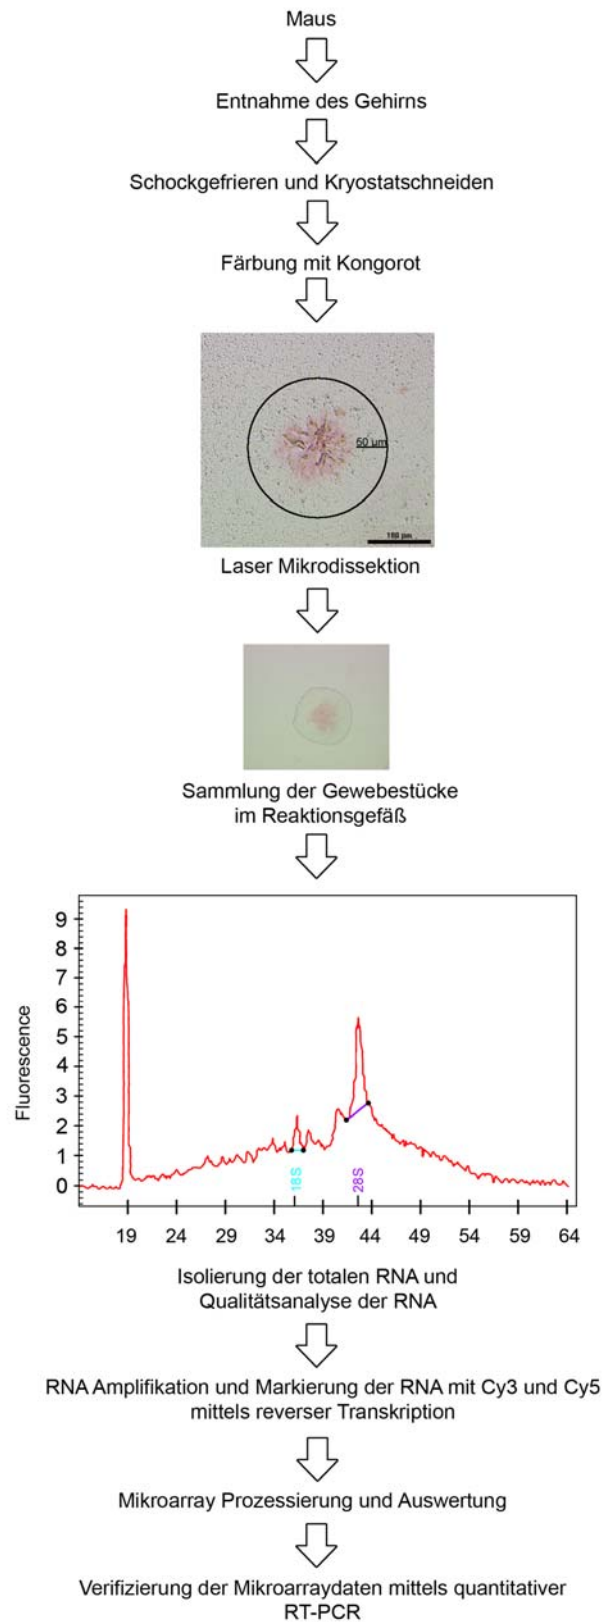 Maus
Entnahme des Gehirns
Schockgefrieren und Kryostatschneiden
Färbung mit Kongorot
50 µm
Laser Mikrodissektion
Sammlung der Gewebestücke
im Reaktionsgefäß
9
8
7
6
5
4
3
2
1
0
Fluorescence
18S
28S
19 24 29 34 39 44 49 54 59 64
Isolierung der totalen RNA und
Qualitätsanalyse der RNA
RNA Amplifikation und Markierung der RNA mit Cy3 und Cy5
mittels reverser Transkription
Mikroarray Prozessierung und Auswertung
Verifizierung der Mikroarraydaten mittels quantitativer
RT-PCR